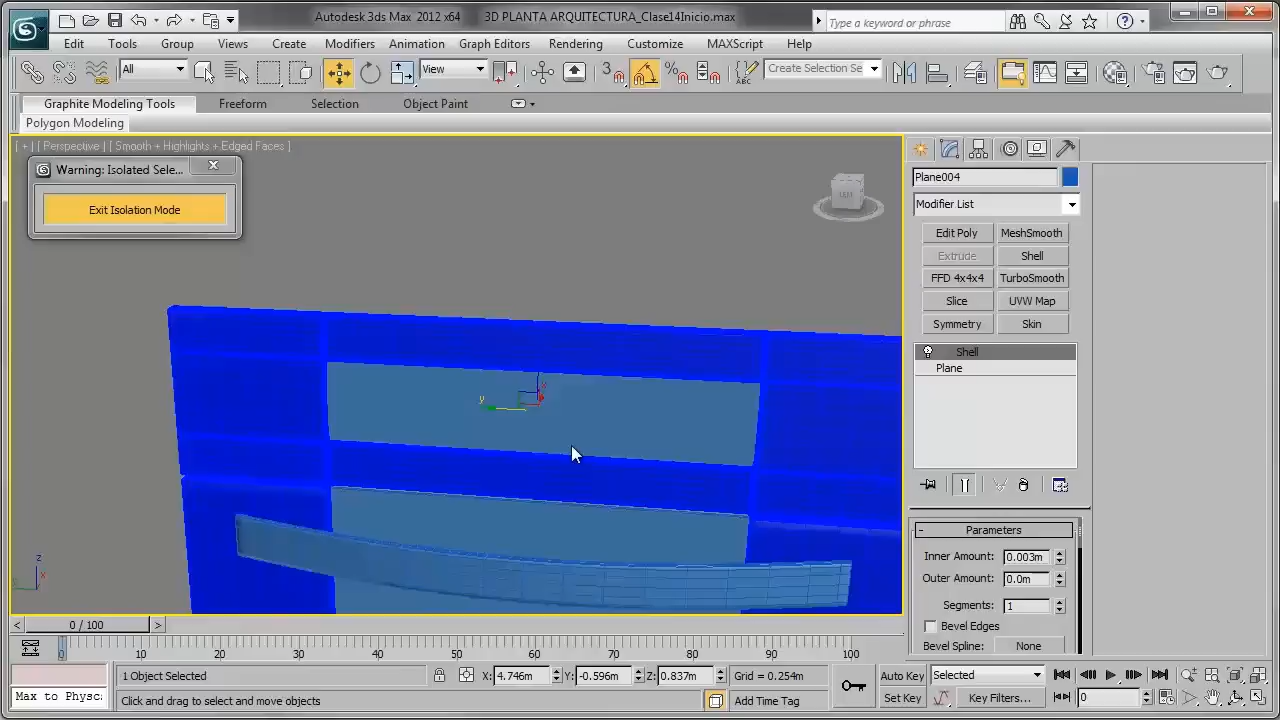 Autodesk 3ds Max 2012 x64 3D PLANTA ARQUITECTURA_Clase14Inicio.max
Type a keyword or phrase
Edit Tools Group Views Create Modifiers Animation Graph Editors Rendering Customize MAXScript Help
All View 3 Create Selection Se
Graphite Modeling Tools Freeform Selection Object Paint
Polygon Modeling
[ + ] [ Perspective ] [ Smooth + Highlights + Edged Faces ]
Warning: Isolated Sele...
Exit Isolation Mode
Plane004
Modifier List
Edit Poly MeshSmooth
Extrude Shell
FFD 4x4x4 TurboSmooth
Slice UVW Map
Symmetry Skin
Shell
Plane
y
z
Parameters
Inner Amount: 0.003m
Outer Amount: 0.0m
Segments: 1
Bevel Edges
Bevel Spline: None
0 / 100
0 10 20 30 40 50 60 70 80 90 100
1 Object Selected X: 4.746m Y: -0.596m Z: 0.837m Grid = 0.254m Auto Key Selected
Max to Physc Click and drag to select and move objects Add Time Tag Set Key Key Filters... 0